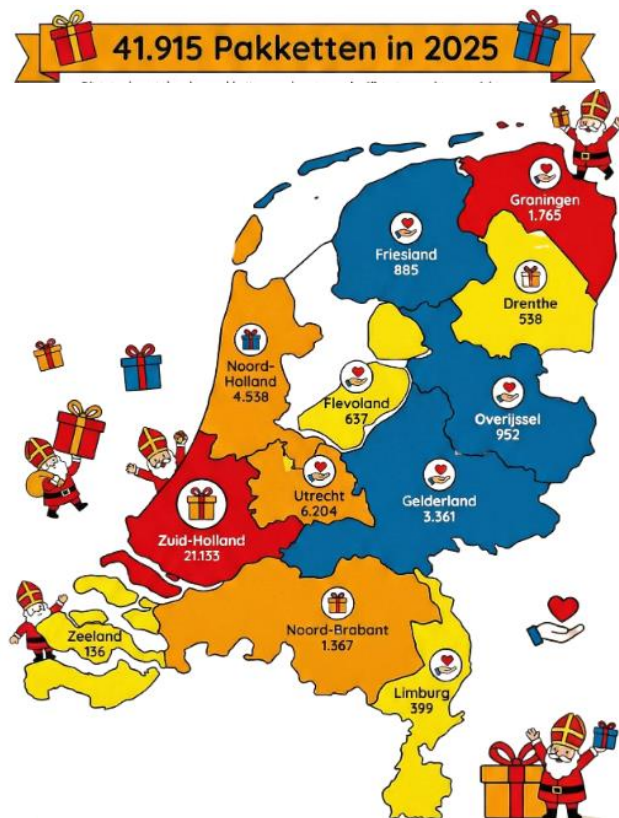 41.915 Pakketten in 2025
Groningen
1.765
Friesland
885
Drenthe
538
Noord-
Holland
4.538
Flevoland
637
Overijssel
952
Utrecht
6.204
Gelderland
3.361
Zuid-Holland
21.133
Noord-Brabant
1.367
Zeeland
136
Limburg
399